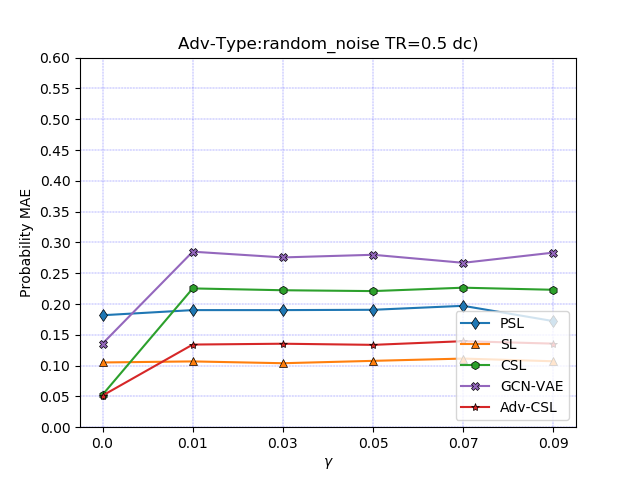 Adv-Type:random_noise TR=0.5 dc)
Probability MAE
0.60
0.55
0.50
0.45
0.40
0.35
0.30
0.25
0.20
0.15
0.10
0.05
0.00
PSL
SL
CSL
GCN-VAE
Adv-CSL
0.0 0.01 0.03 0.05 0.07 0.09
γ